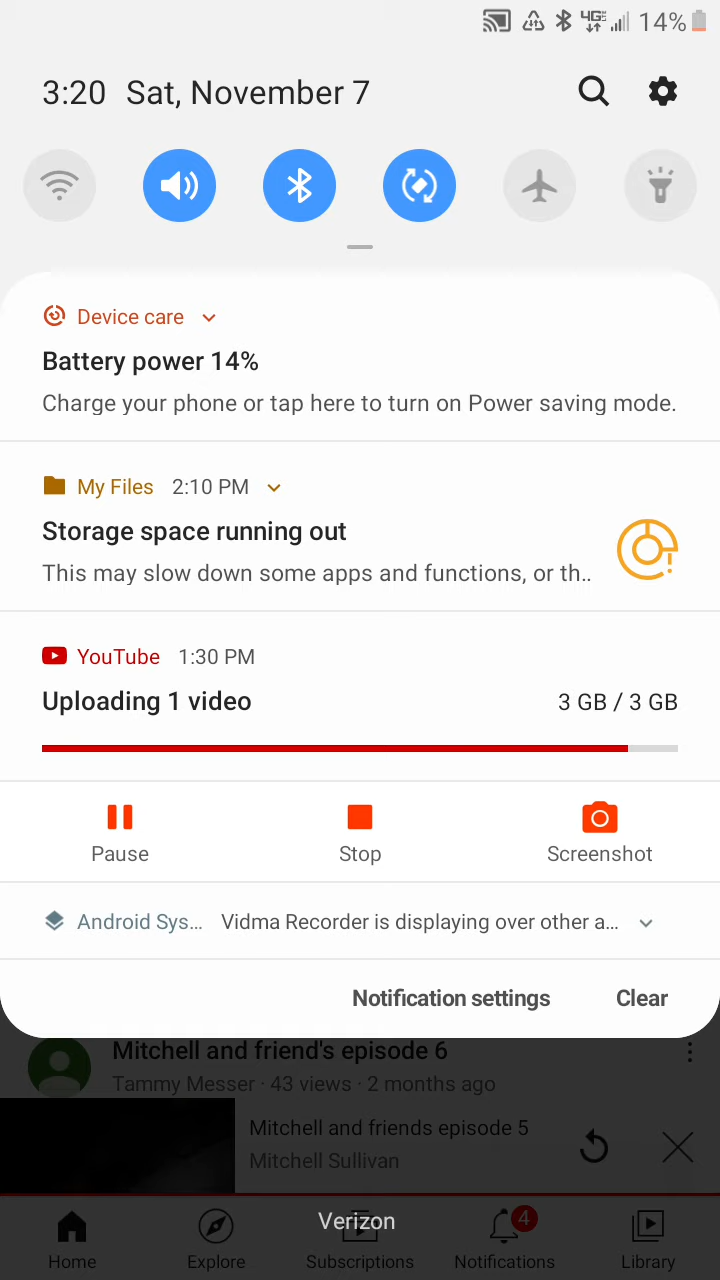 14%
3:20 Sat, November 7
Device care
Battery power 14%
Charge your phone or tap here to turn on Power saving mode.
My Files 2:10 PM
Storage space running out
This may slow down some apps and functions, or th..
YouTube 1:30 PM
Uploading 1 video 3 GB / 3 GB
Pause Stop Screenshot
Android Sys... Vidma Recorder is displaying over other a...
Notification settings Clear
Mitchell and friend's episode 6
Tammy Messer · 43 views · 2 months ago
Mitchell and friends episode 5
Mitchell Sullivan
4
Verizon
Home Explore Subscriptions Notifications Library